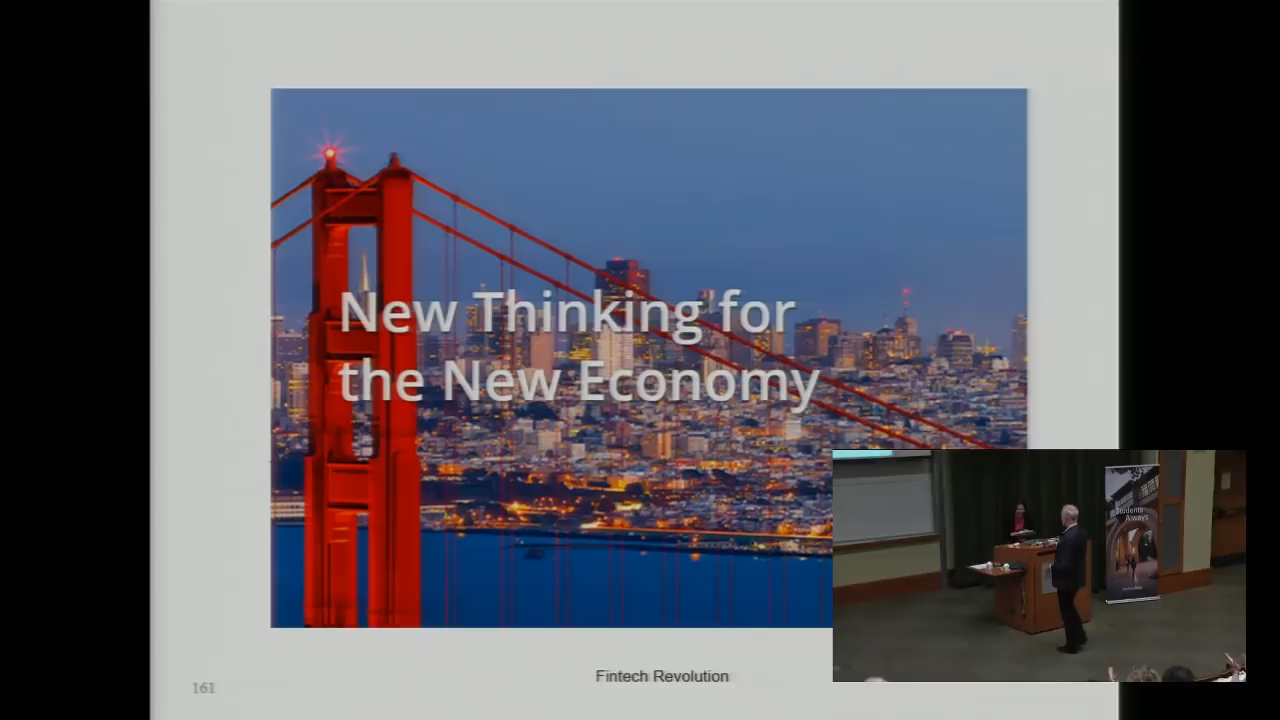 New Thinking for
the New Economy
Students
Always
Fintech Revolution
161